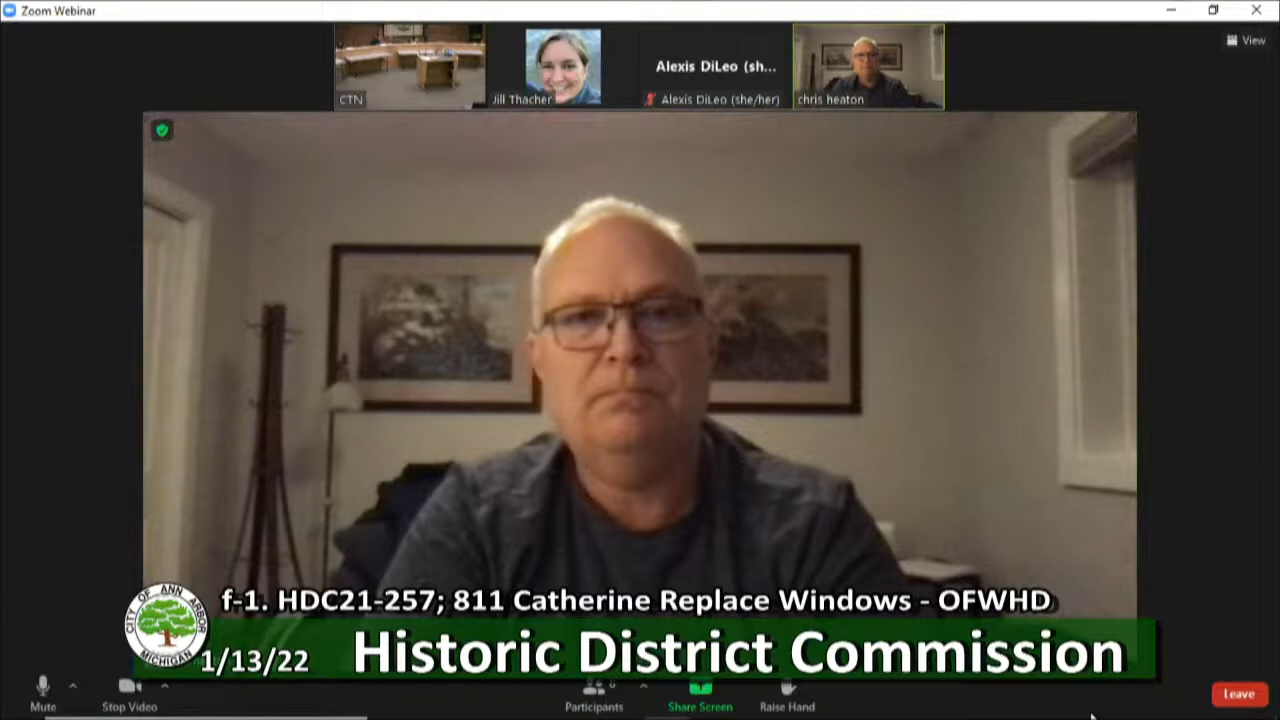 Zoom Webinar
View
Alexis DiLeo (sh...
CTN
Jill Thacher
Alexis DiLeo (she/her)
chris heaton
f-1. HDC21-257; 811 Catherine Replace Windows - OFWHD
CITY OF ANN ARBOR MICHIGAN
1/13/22
Historic District Commission
Mute
Stop Video
Participants
Share Screen
Raise Hand
Leave